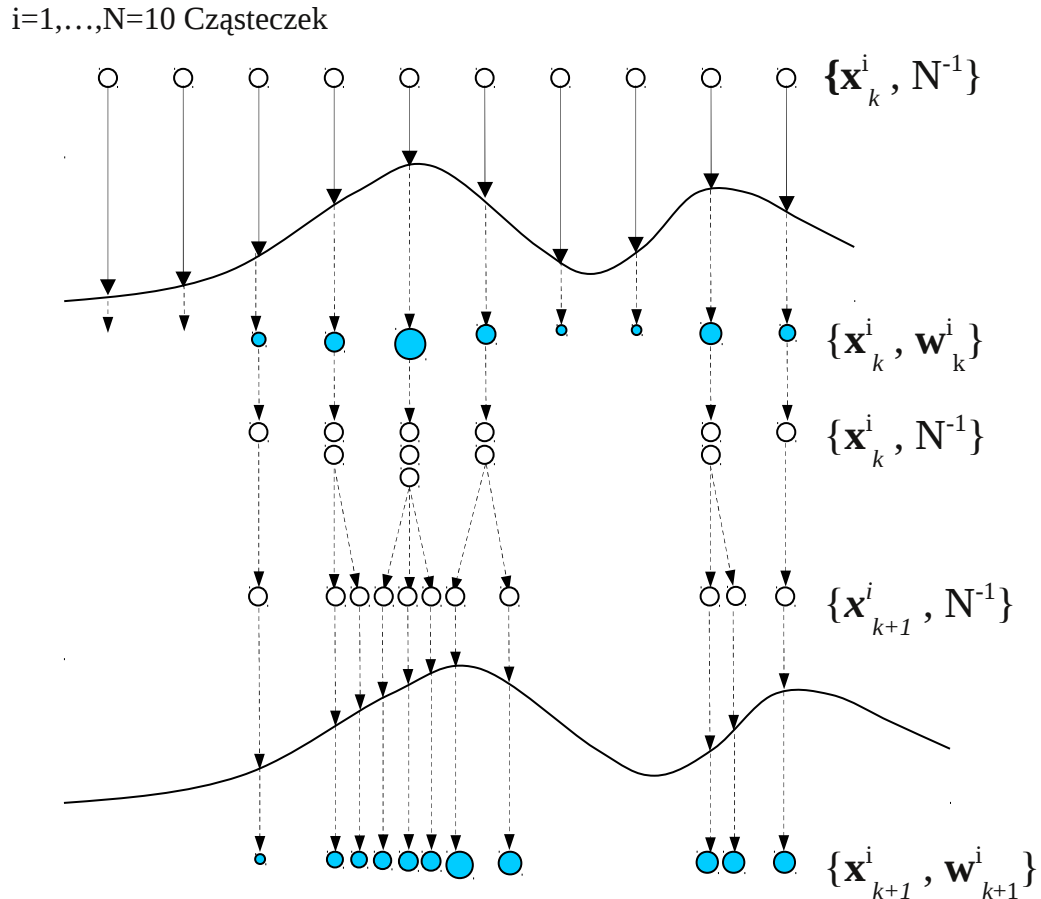 i=1,...,N=10 Cząsteczek
{x^i_k , N^-1}
{x^i_k , w^i_k}
{x^i_k , N^-1}
{x^i_k+1 , N^-1}
{x^i_k+1 , w^i_k+1}